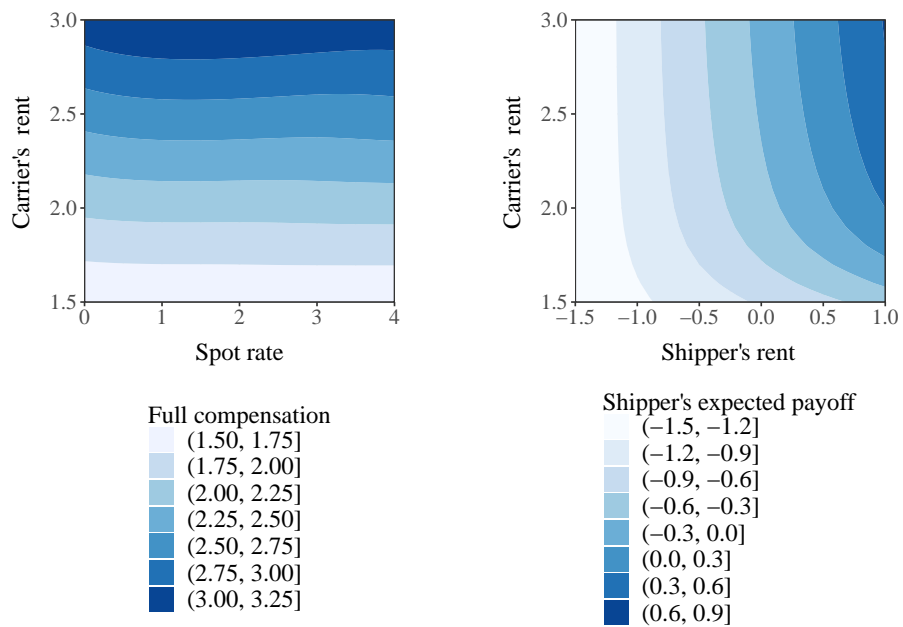 3.0
2.5
2.0
1.5
Carrier's rent
0 1 2 3 4
Spot rate
Full compensation
(1.50, 1.75]
(1.75, 2.00]
(2.00, 2.25]
(2.25, 2.50]
(2.50, 2.75]
(2.75, 3.00]
(3.00, 3.25]
3.0
2.5
2.0
1.5
Carrier's rent
−1.5 −1.0 −0.5 0.0 0.5 1.0
Shipper's rent
Shipper's expected payoff
(−1.5, −1.2]
(−1.2, −0.9]
(−0.9, −0.6]
(−0.6, −0.3]
(−0.3, 0.0]
(0.0, 0.3]
(0.3, 0.6]
(0.6, 0.9]